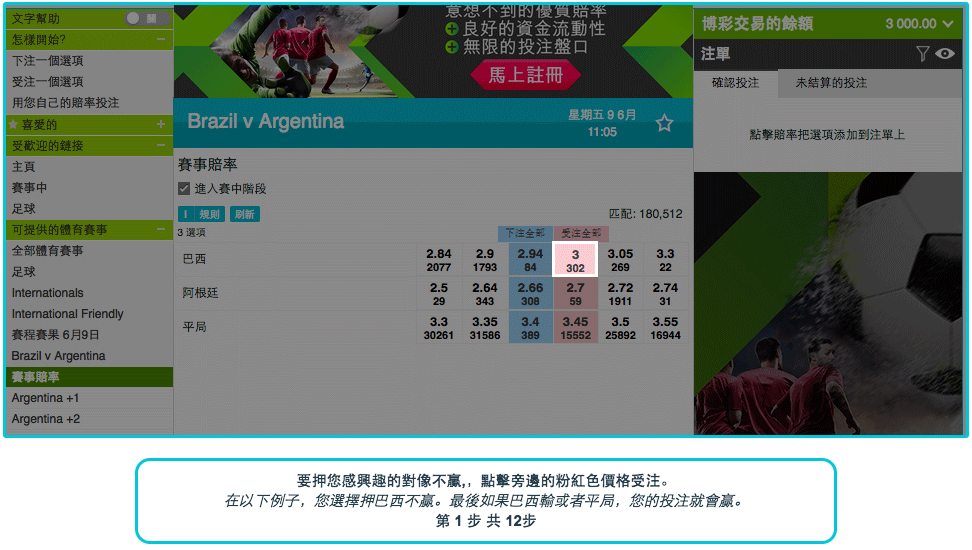 文字幫助 關
怎樣開始? −
下注一個選項
受注一個選項
用您自己的賠率投注
喜愛的 +
受歡迎的鏈接 −
主頁
賽事中
足球
可提供的體育賽事 −
全部體育賽事
足球
Internationals
International Friendly
賽程賽果 6月9日
Brazil v Argentina
賽事賠率
Argentina +1
Argentina +2
意想不到的優質賠率
良好的資金流動性
無限的投注盤口
馬上註冊
Brazil v Argentina
星期五 9 6月
11:05
賽事賠率
進入賽中階段
I 規則 刷新
匹配: 180,512
3 選項 下注全部 受注全部
巴西 2.84 2.9 2.94 3 3.05 3.3
2077 1793 84 302 269 22
阿根廷 2.5 2.64 2.66 2.7 2.72 2.74
29 343 308 59 1911 31
平局 3.3 3.35 3.4 3.45 3.5 3.55
30261 31586 389 15552 25892 16944
博彩交易的餘額 3 000.00
注單
確認投注 未結算的投注
點擊賠率把選項添加到注單上
要押您感興趣的對像不贏,，點擊旁邊的粉紅色價格受注。
在以下例子，您選擇押巴西不贏。最後如果巴西輸或者平局，您的投注就會贏。
第 1 步 共 12步